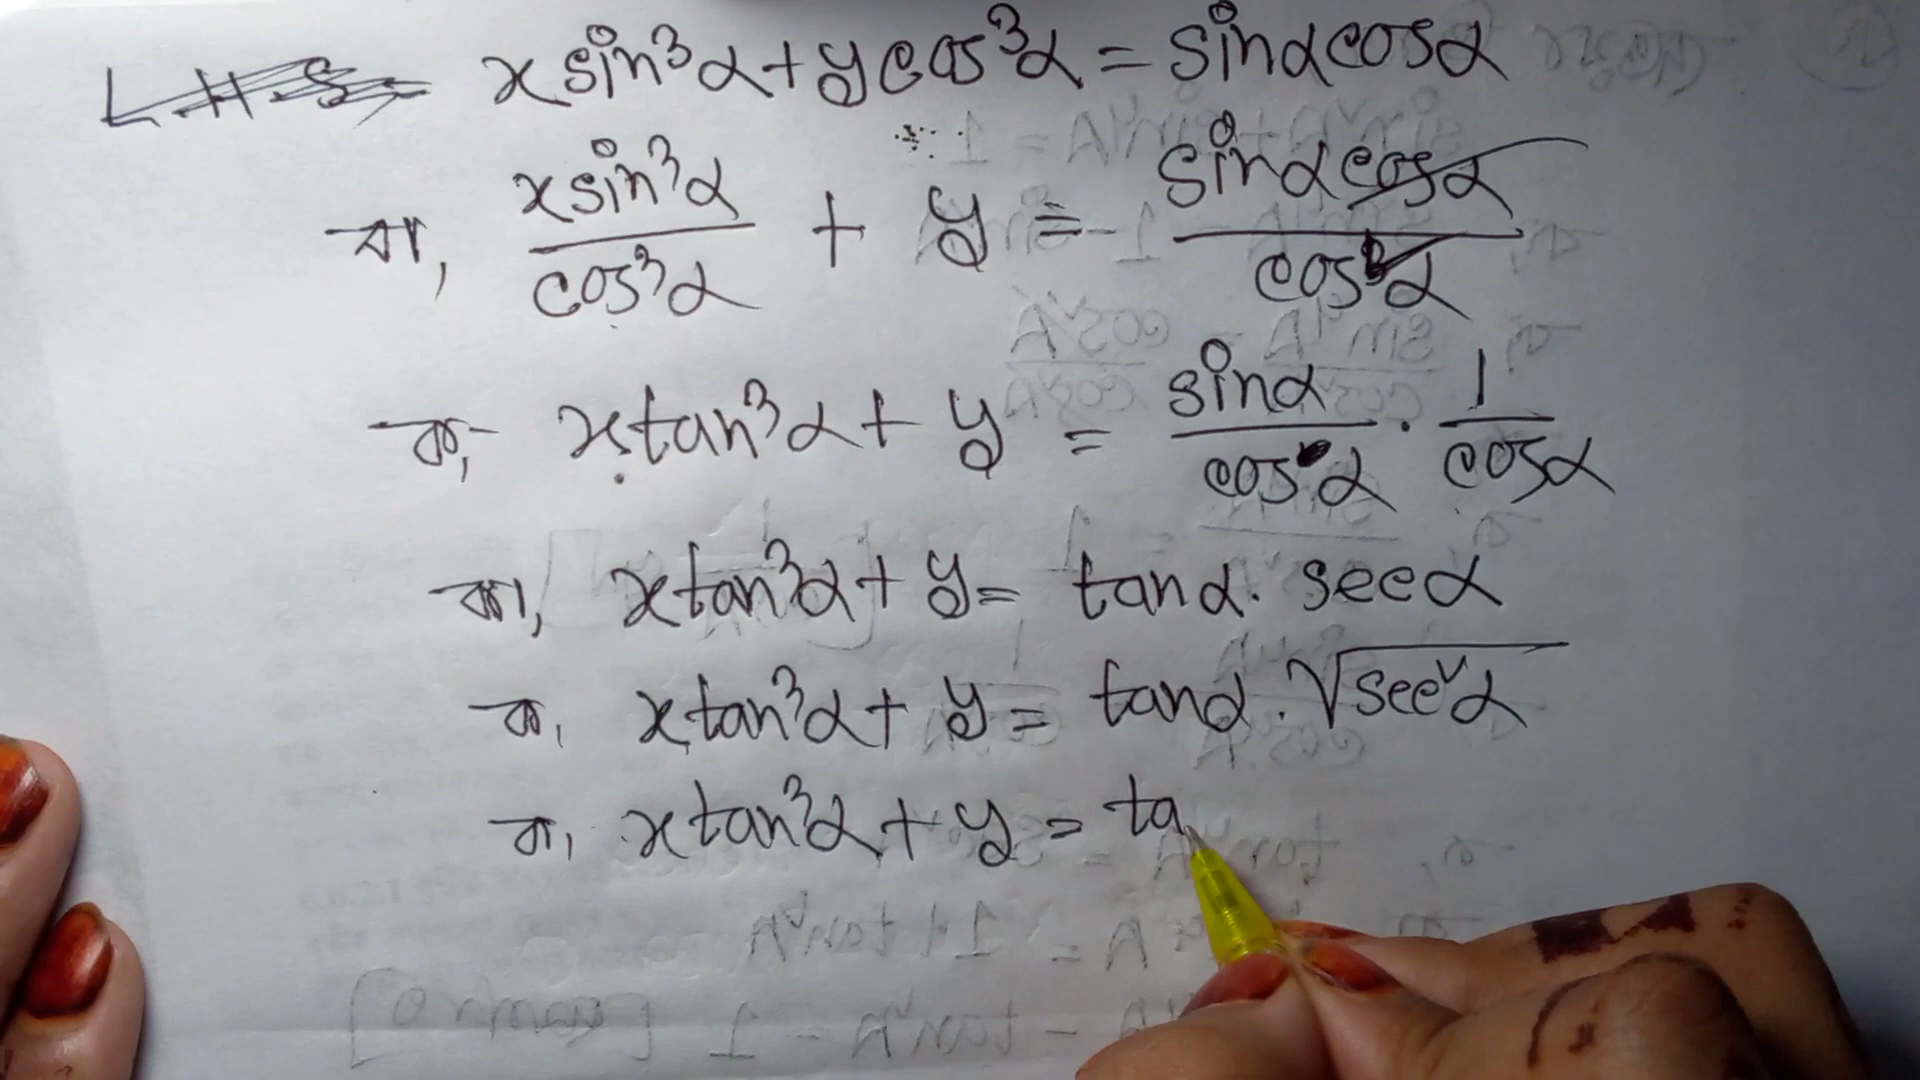 L.H.S = x sin³α + y cos³α = sinα cosα
বা, x sin³α / cos³α + y = sinα cosα / cos³α
বা, x tan³α + y = sinα / cosα · 1 / cosα
বা, x tan³α + y = tanα · secα
বা, x tan³α + y = tanα · √sec²α
বা, x tan³α + y = ta